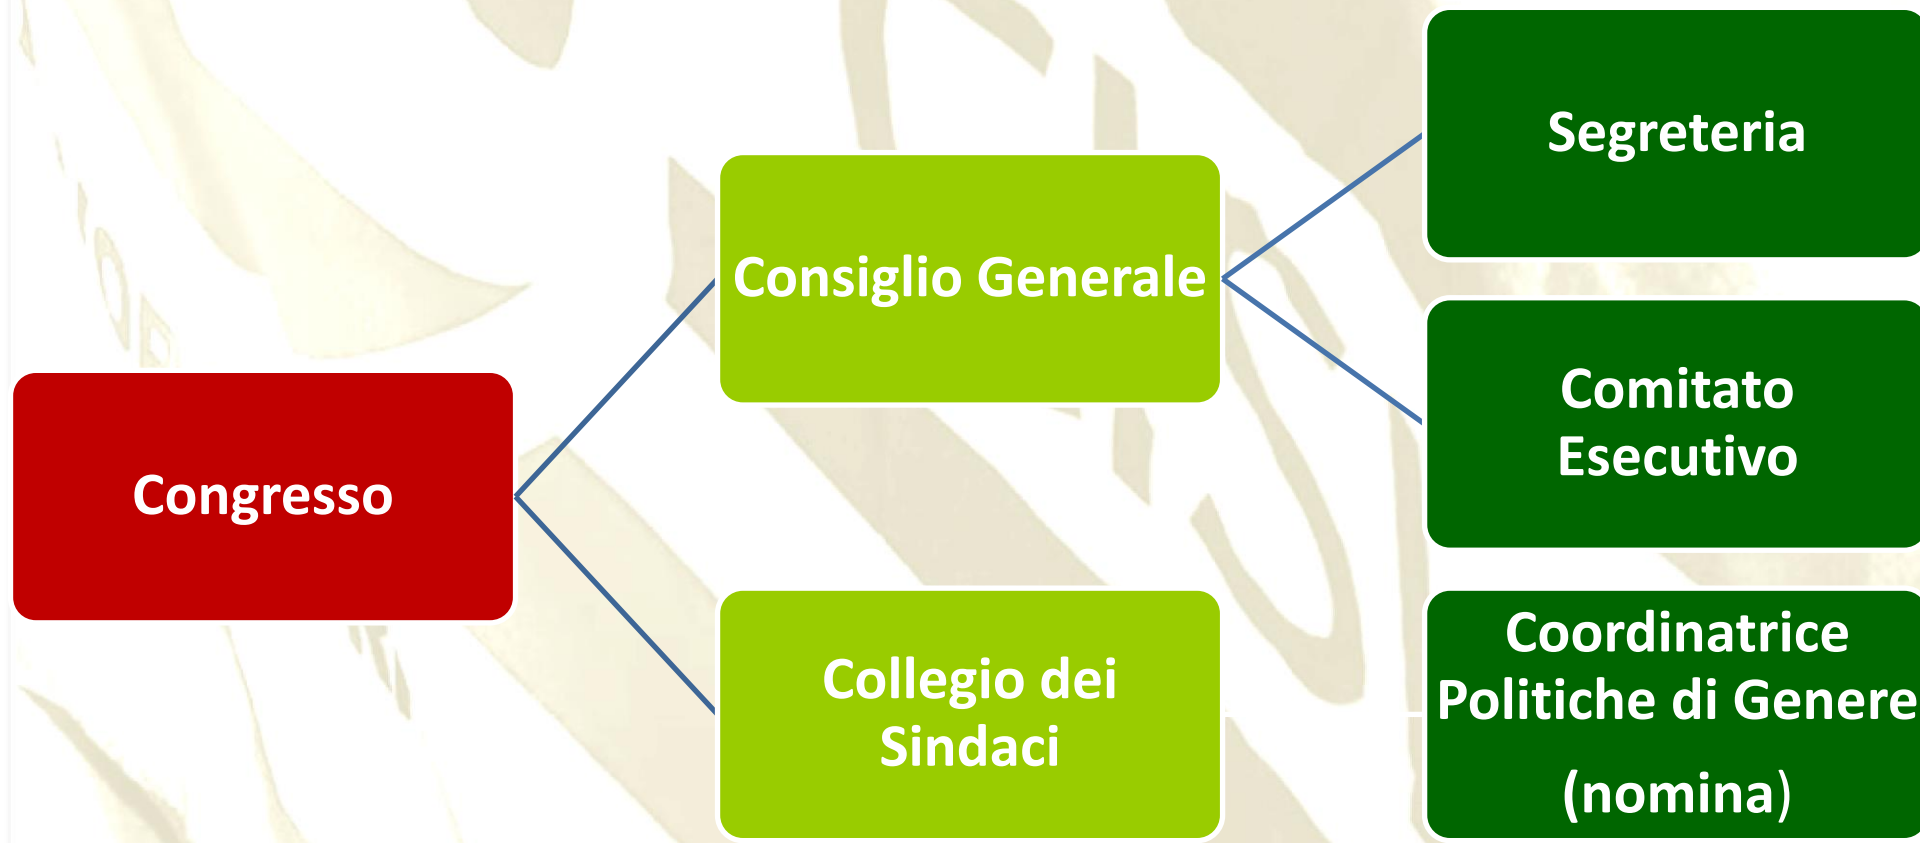 Congresso
Consiglio Generale
Collegio dei
Sindaci
Segreteria
Comitato
Esecutivo
Coordinatrice
Politiche di Genere
(nomina)